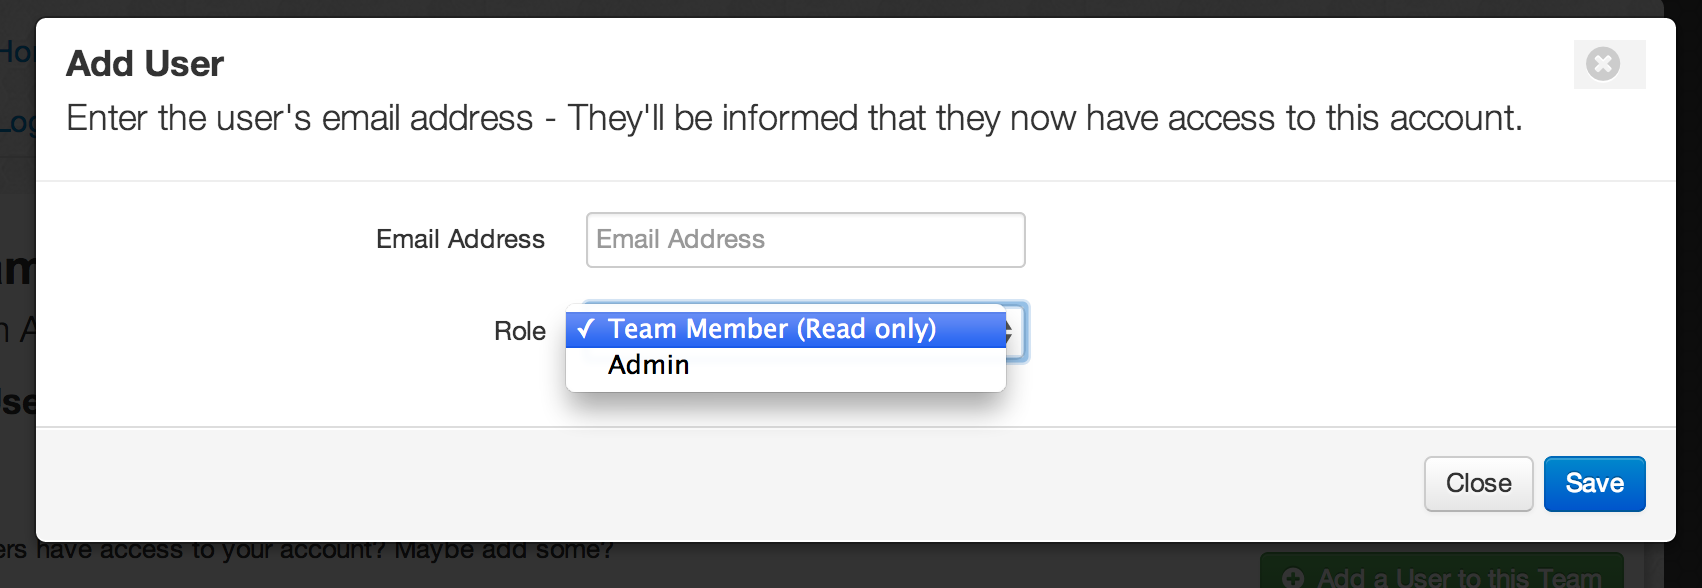 Add User
Enter the user's email address - They'll be informed that they now have access to this account.
Email Address
Email Address
Role
✓ Team Member (Read only)
Admin
Close
Save
have access to your account? Maybe add some?
Add a User to this Team